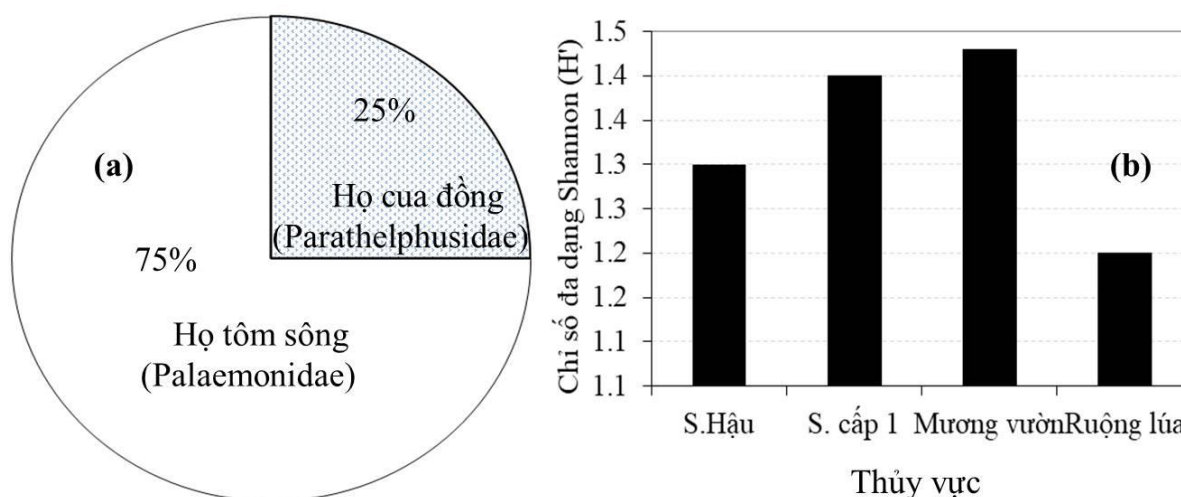 (a)
25%
Họ cua đồng
(Parathelphusidae)
75%
Họ tôm sông
(Palaemonidae)
Chỉ số đa dạng Shannon (H')
1.5
1.4
1.4
1.3
1.3
1.2
1.2
1.1
1.1
(b)
S.Hậu S. cấp 1 Mương vườn Ruộng lúa
Thủy vực